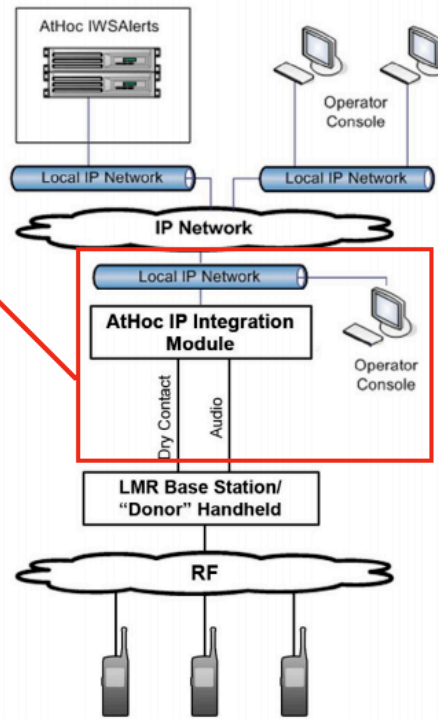 AtHoc IWSAlerts
Operator
Console
Local IP Network
Local IP Network
IP Network
Local IP Network
AtHoc IP Integration
Module
Operator
Console
Dry Contact
Audio
LMR Base Station/
“Donor” Handheld
RF